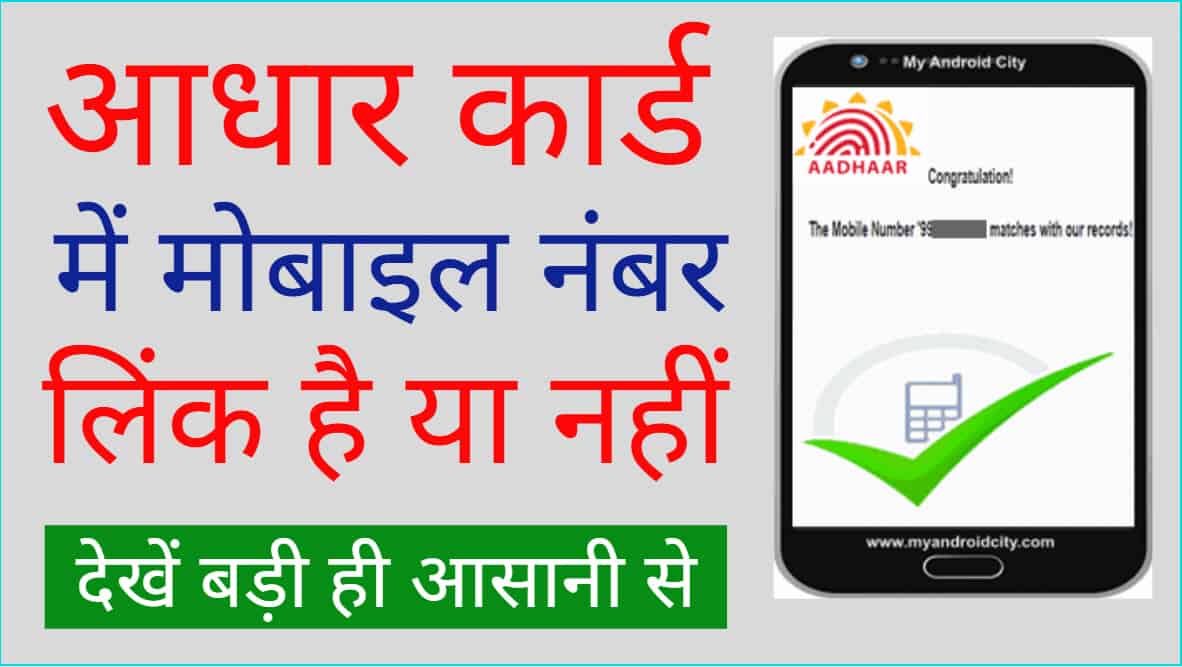 आधार कार्ड
में मोबाइल नंबर
लिंक है या नहीं
देखें बड़ी ही आसानी से
My Android City
AADHAAR
Congratulation!
The Mobile Number '99 matches with our records!
www.myandroidcity.com